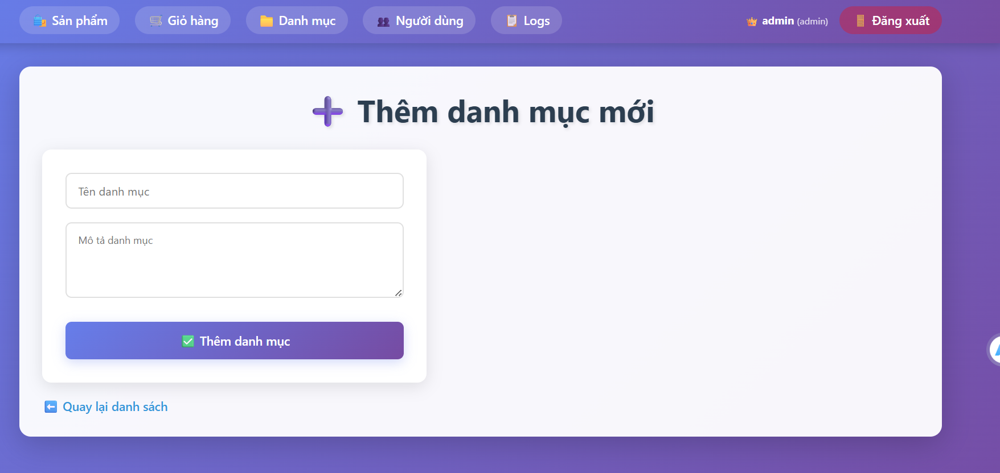 Sản phẩm Giỏ hàng Danh mục Người dùng Logs admin (admin) Đăng xuất
Thêm danh mục mới
Tên danh mục
Mô tả danh mục
Thêm danh mục
Quay lại danh sách